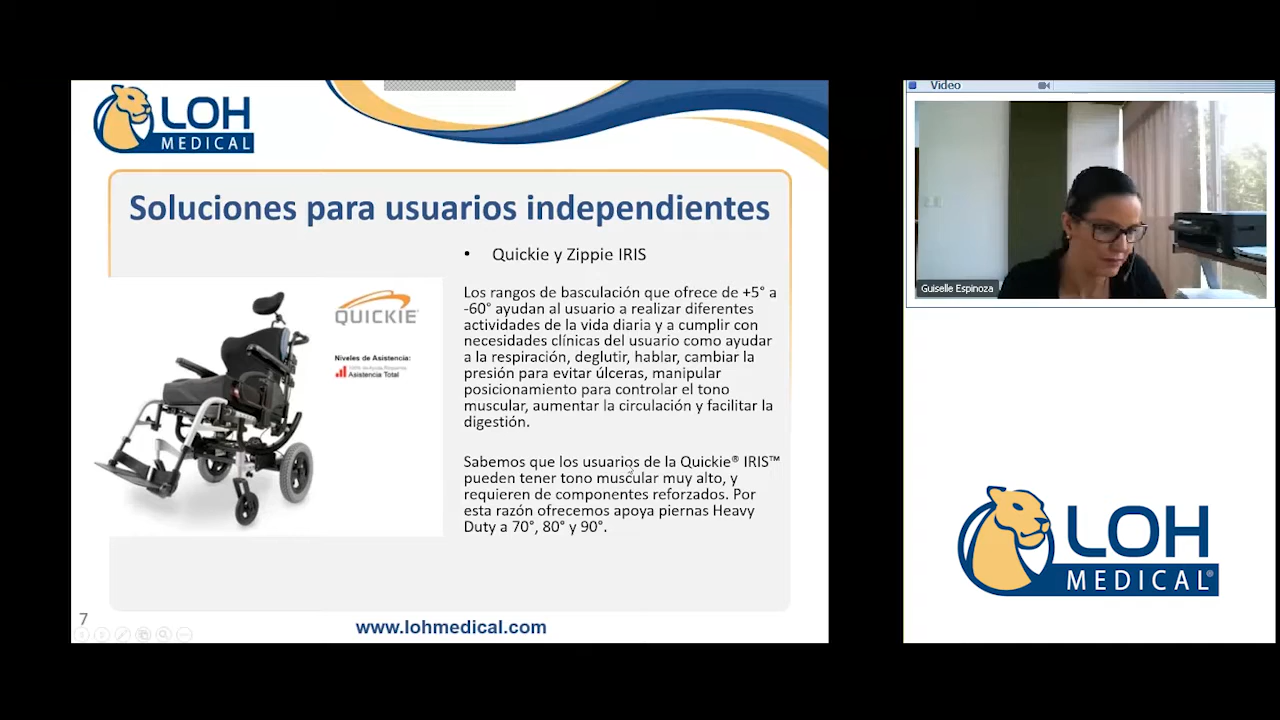 LOH
MEDICAL
Soluciones para usuarios independientes
• Quickie y Zippie IRIS
QUICKIE
Niveles de Asistencia:
Asistencia Total
Los rangos de basculación que ofrece de +5° a
-60° ayudan al usuario a realizar diferentes
actividades de la vida diaria y a cumplir con
necesidades clínicas del usuario como ayudar
a la respiración, deglutir, hablar, cambiar la
presión para evitar úlceras, manipular
posicionamiento para controlar el tono
muscular, aumentar la circulación y facilitar la
digestión.
Sabemos que los usuarios de la Quickie® IRIS™
pueden tener tono muscular muy alto, y
requieren de componentes reforzados. Por
esta razón ofrecemos apoya piernas Heavy
Duty a 70°, 80° y 90°.
7
www.lohmedical.com
Video
Guiselle Espinoza
LOH
MEDICAL®